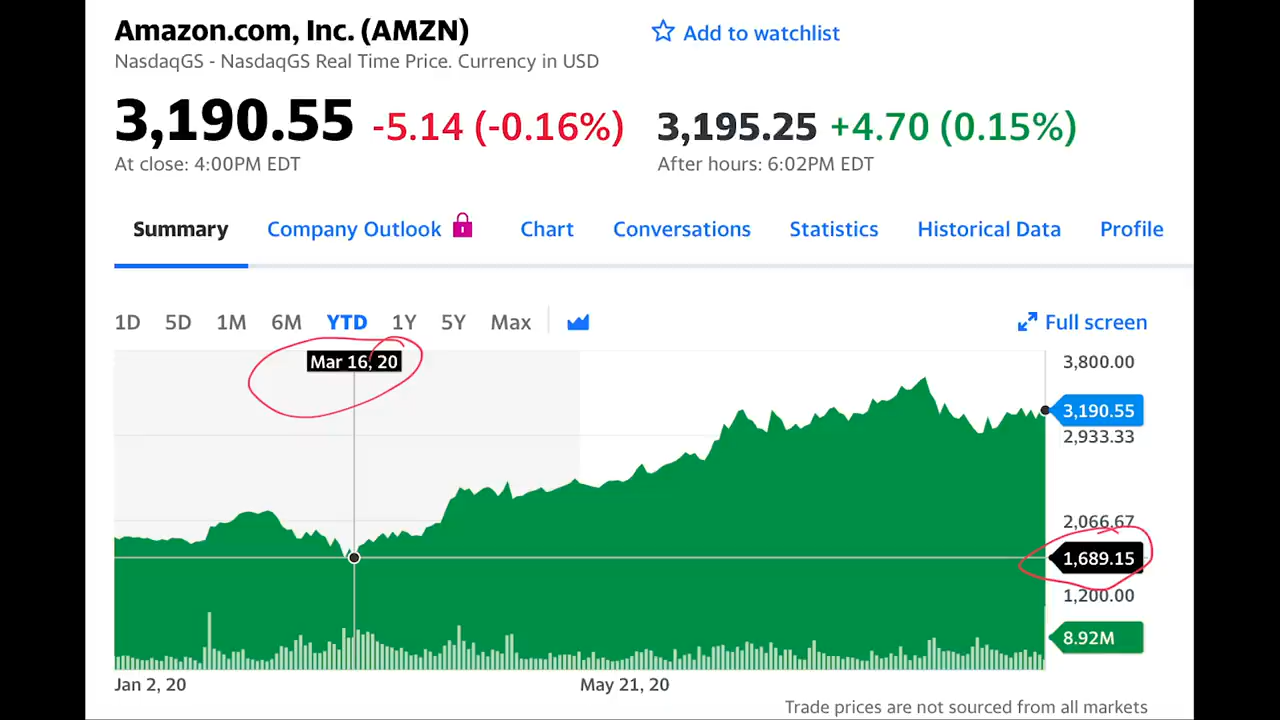 Amazon.com, Inc. (AMZN)
Add to watchlist
NasdaqGS - NasdaqGS Real Time Price. Currency in USD
3,190.55 -5.14 (-0.16%) 3,195.25 +4.70 (0.15%)
At close: 4:00PM EDT After hours: 6:02PM EDT
Summary Company Outlook Chart Conversations Statistics Historical Data Profile
1D 5D 1M 6M YTD 1Y 5Y Max Full screen
Mar 16, 20
3,800.00
3,190.55
2,933.33
2,066.67
1,689.15
1,200.00
8.92M
Jan 2, 20 May 21, 20
Trade prices are not sourced from all markets